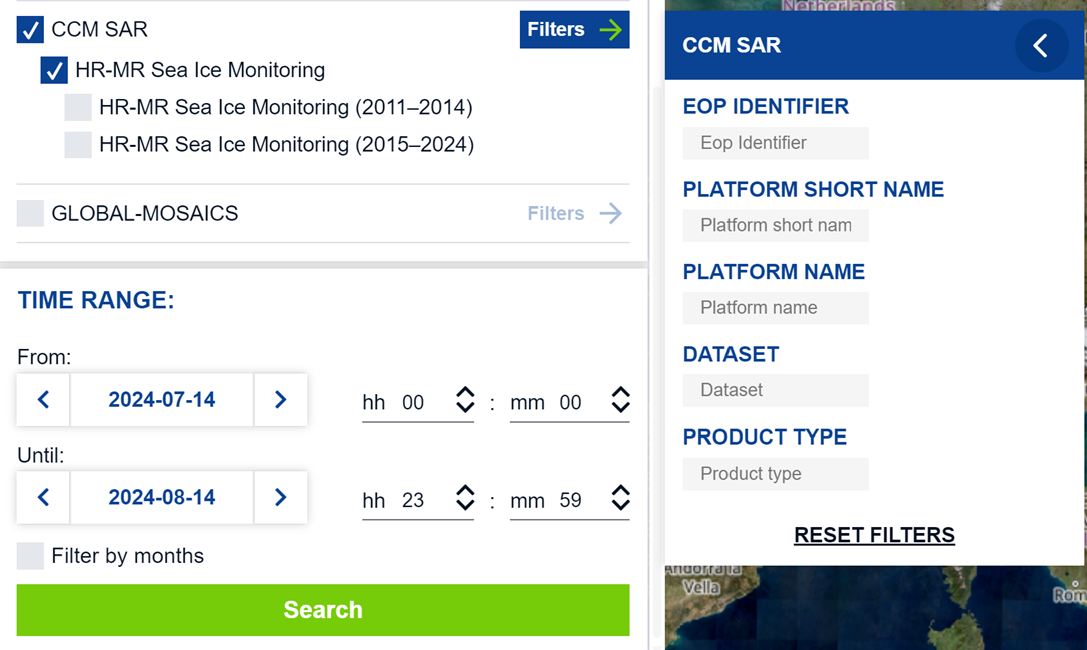 CCM SAR
Filters
HR-MR Sea Ice Monitoring
HR-MR Sea Ice Monitoring (2011–2014)
HR-MR Sea Ice Monitoring (2015–2024)
GLOBAL-MOSAICS
Filters
TIME RANGE:
From:
2024-07-14
hh 00 : mm 00
Until:
2024-08-14
hh 23 : mm 59
Filter by months
Search
Netherlands
CCM SAR
EOP IDENTIFIER
Eop Identifier
PLATFORM SHORT NAME
Platform short nam
PLATFORM NAME
Platform name
DATASET
Dataset
PRODUCT TYPE
Product type
RESET FILTERS
Andorra la
Vella
Rom